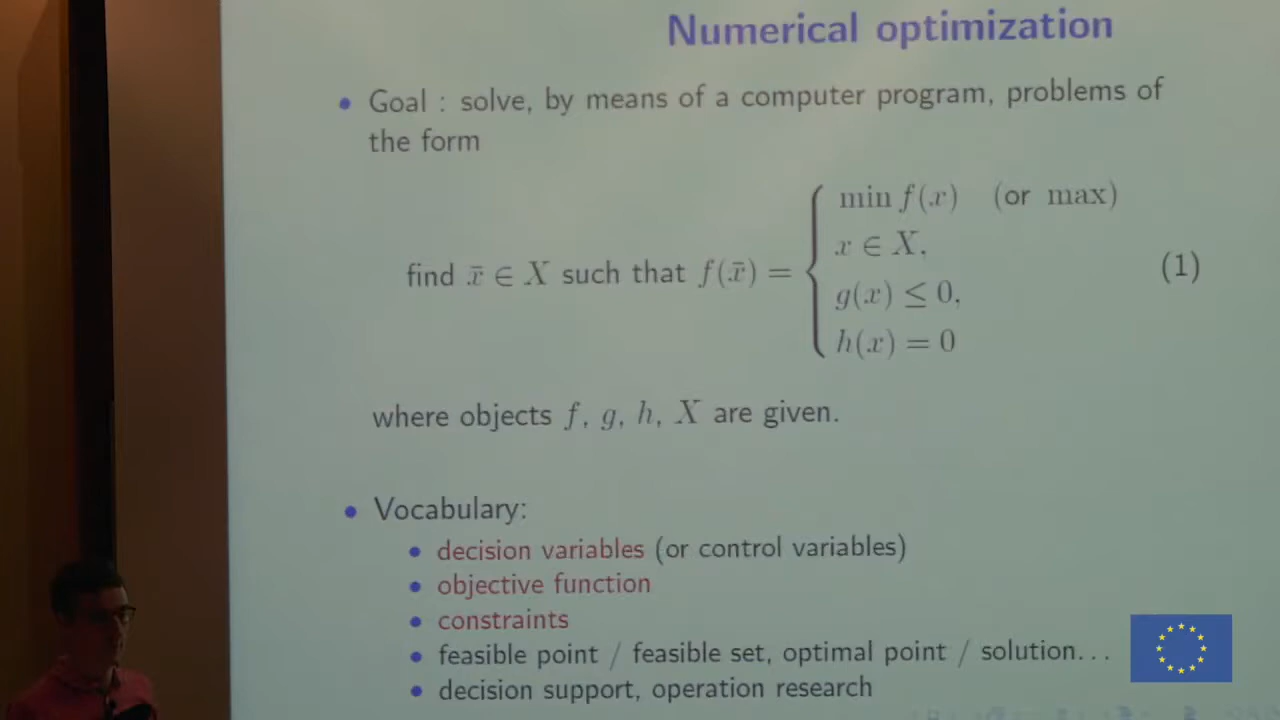 Numerical optimization
• Goal : solve, by means of a computer program, problems of
the form
min f(x) (or max)
x ∈ X,
find x̄ ∈ X such that f(x̄) = {
g(x) ≤ 0,
h(x) = 0
(1)
where objects f, g, h, X are given.
• Vocabulary:
• decision variables (or control variables)
• objective function
• constraints
• feasible point / feasible set, optimal point / solution...
• decision support, operation research